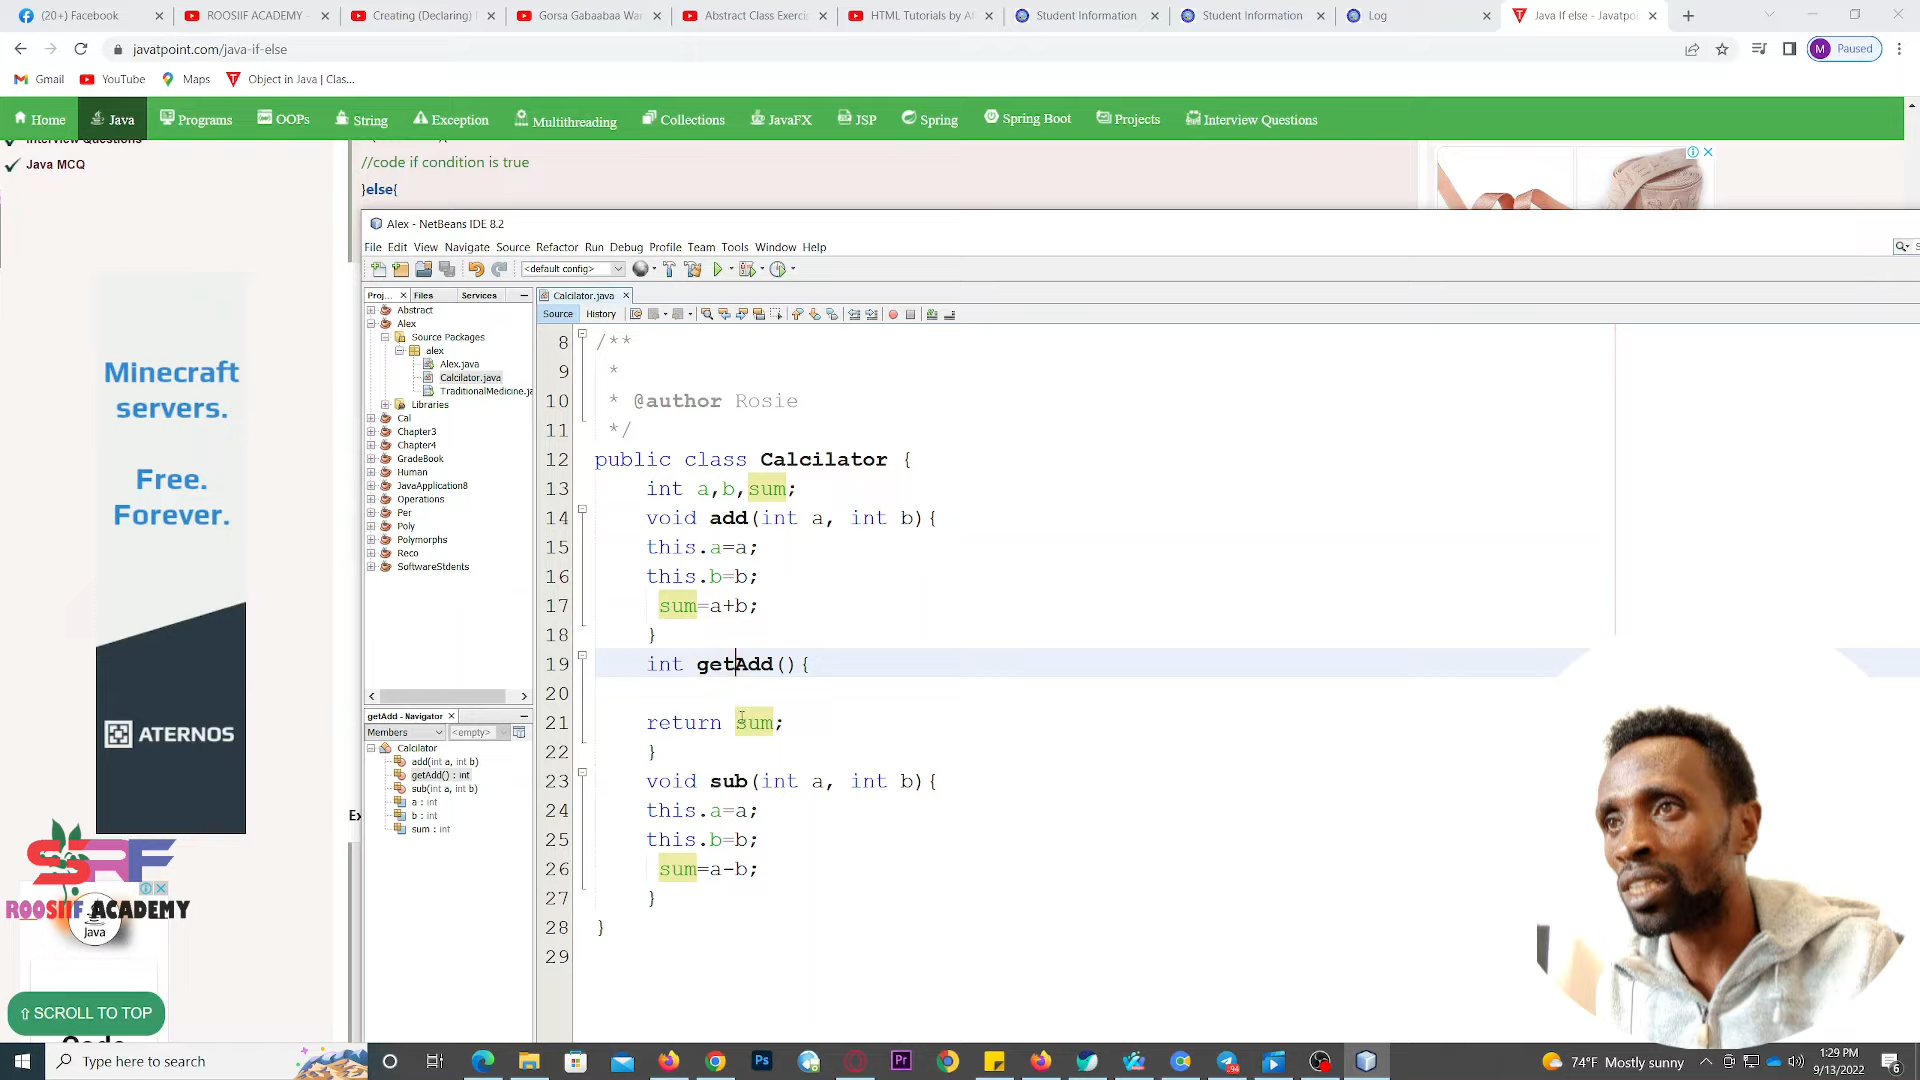 (20+) Facebook
ROOSIIF ACADEMY -
Creating (Declaring)
Gorsa Gabaabaa Wa
Abstract Class Exerci
HTML Tutorials by A
Student Information
Student Information
Log
Java If else - Javatpoi
javatpoint.com/java-if-else
M Paused
Gmail
YouTube
Maps
Object in Java | Clas...
Home
Java
Programs
OOPs
String
Exception
Multithreading
Collections
JavaFX
JSP
Spring
Spring Boot
Projects
Interview Questions
Interview Questions
Java MCQ
//code if condition is true
}else{
Minecraft
servers.
Free.
Forever.
ATERNOS
SRF
ROOSIIF ACADEMY
Java
SCROLL TO TOP
Alex - NetBeans IDE 8.2
File Edit View Navigate Source Refactor Run Debug Profile Team Tools Window Help
<default config>
Proj... Files Services
Abstract
Alex
Source Packages
alex
Alex.java
Calcilator.java
TraditionalMedicine.ja
Libraries
Cal
Chapter3
Chapter4
GradeBook
Human
JavaApplication8
Operations
Per
Poly
Polymorphs
Reco
SoftwareStdents
getAdd - Navigator
Members <empty>
Calcilator
add(int a, int b)
getAdd() : int
sub(int a, int b)
a : int
b : int
sum : int
Calcilator.java
Source History
8 /**
9 *
10 * @author Rosie
11 */
12 public class Calcilator {
13 int a,b,sum;
14 void add(int a, int b){
15 this.a=a;
16 this.b=b;
17 sum=a+b;
18 }
19 int getAdd(){
20
21 return sum;
22 }
23 void sub(int a, int b){
24 this.a=a;
25 this.b=b;
26 sum=a-b;
27 }
28 }
29
Type here to search
Ps
Pr
94
74°F Mostly sunny
1:29 PM
9/13/2022
6